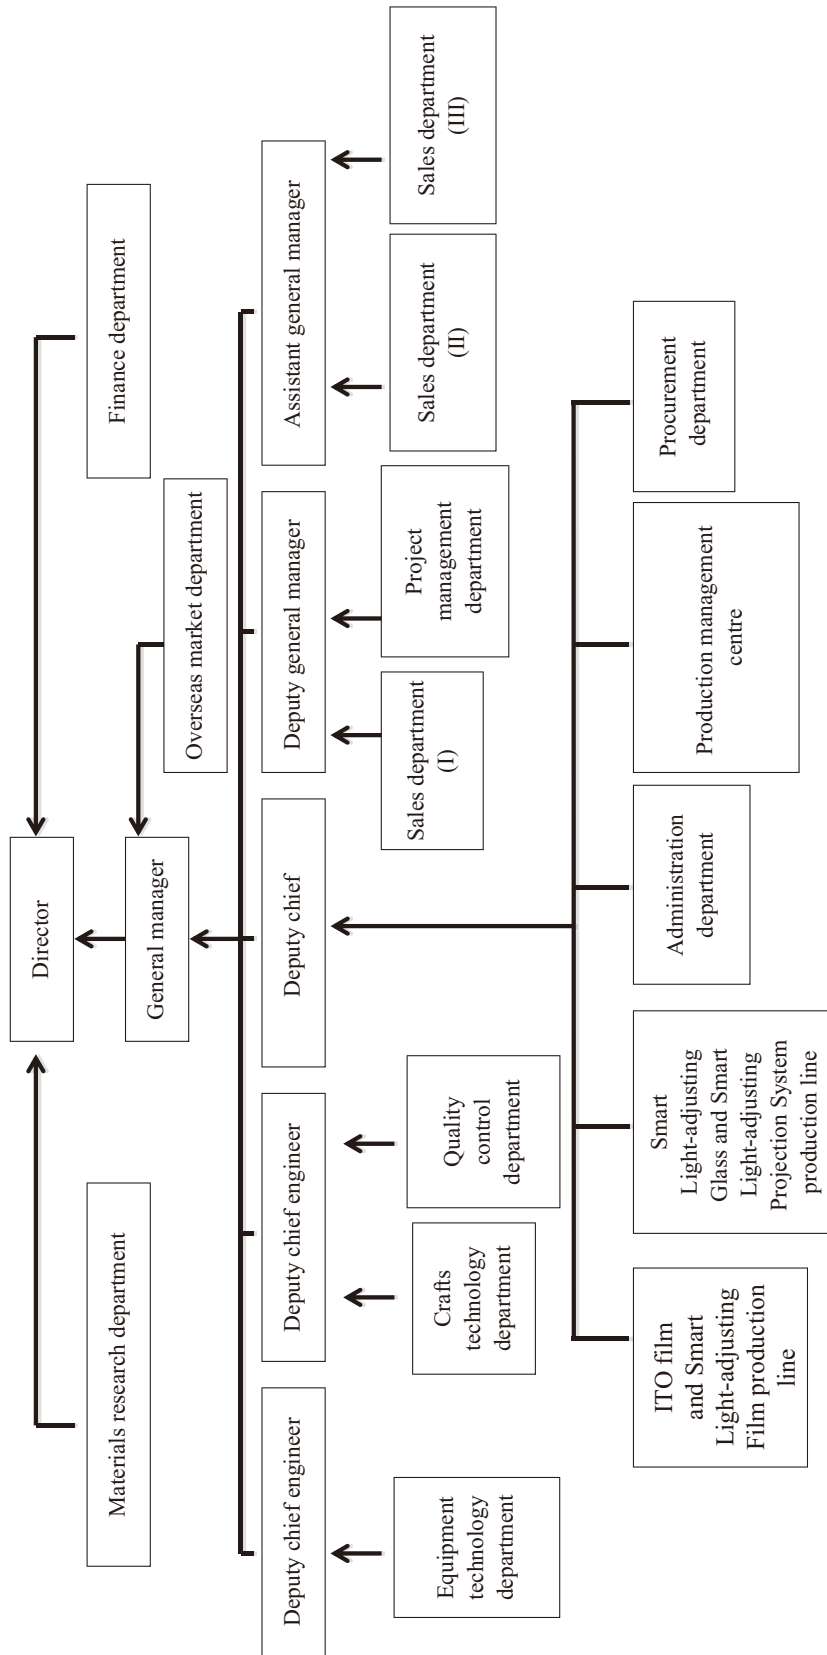 Director
Materials research department
Finance department
General manager
Overseas market department
Deputy chief engineer
Deputy chief engineer
Deputy chief
Deputy general manager
Assistant general manager
Equipment
technology
department
Crafts
technology
department
Quality
control
department
Sales department
(I)
Project
management
department
Sales department
(II)
Sales department
(III)
ITO film
and Smart
Light-adjusting
Film production
line
Smart
Light-adjusting
Glass and Smart
Light-adjusting
Projection System
production line
Administration
department
Production management
centre
Procurement
department